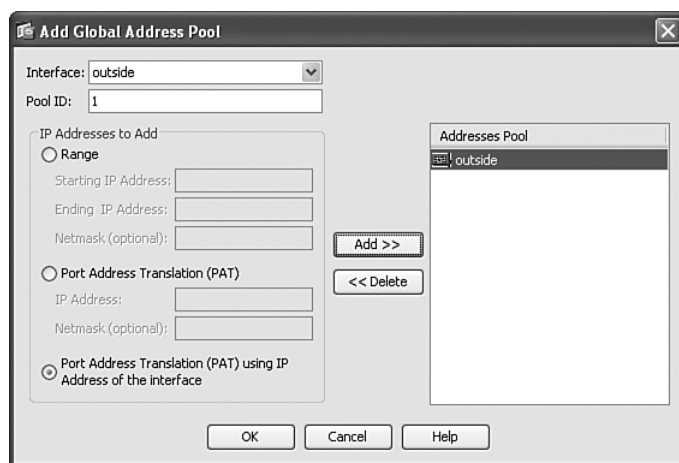 Add Global Address Pool
Interface: outside
Pool ID: 1
IP Addresses to Add
Range
Starting IP Address:
Ending IP Address:
Netmask (optional):
Port Address Translation (PAT)
IP Address:
Netmask (optional):
Port Address Translation (PAT) using IP
Address of the interface
Add >>
<< Delete
Addresses Pool
outside
OK
Cancel
Help